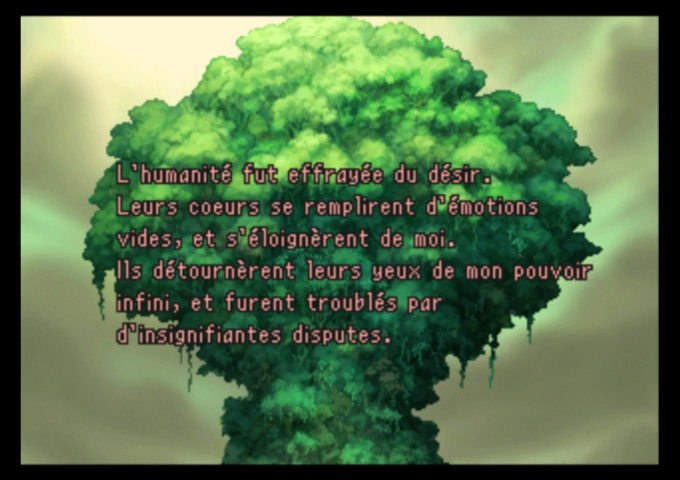 L'humanité fut effrayée du désir.
Leurs coeurs se remplirent d'émotions
vides, et s'éloignèrent de moi.
Ils détournèrent leurs yeux de mon pouvoir
infini, et furent troublés par
d'insignifiantes disputes.